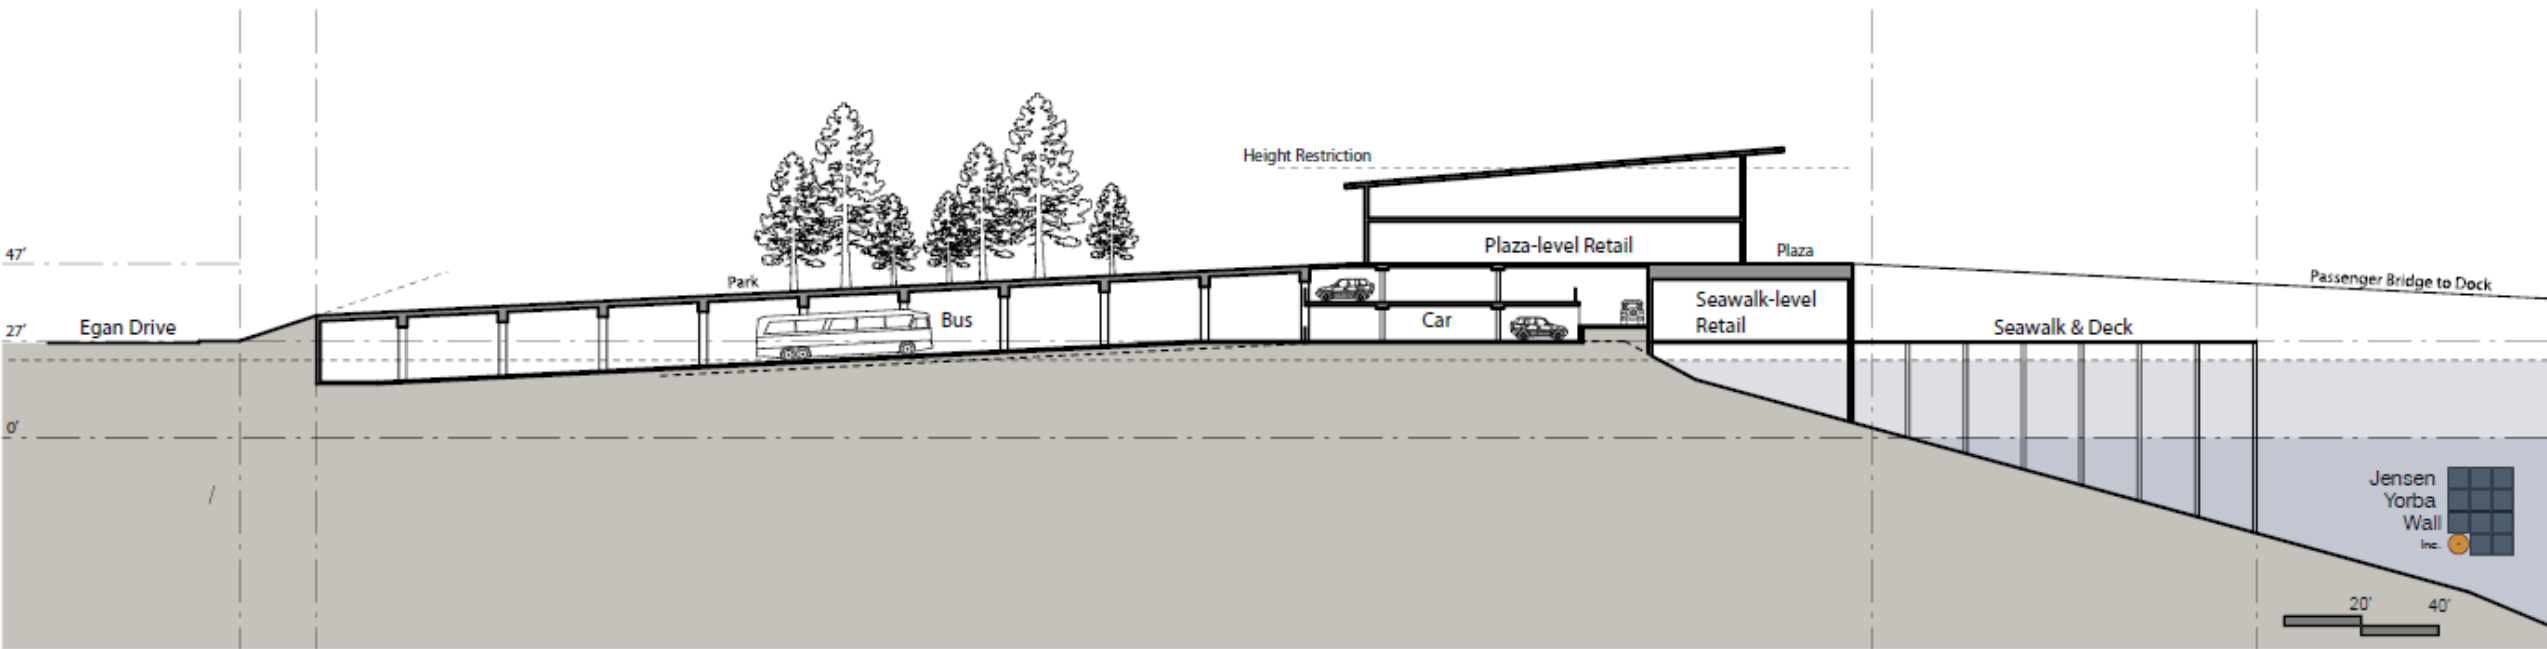 Height Restriction
47'
Plaza-level Retail
Plaza
Park
Passenger Bridge to Dock
Seawalk-level
Retail
27'
Egan Drive
Bus
Car
Seawalk & Deck
0'
Jensen
Yorba
Wall
Inc.
20'
40'